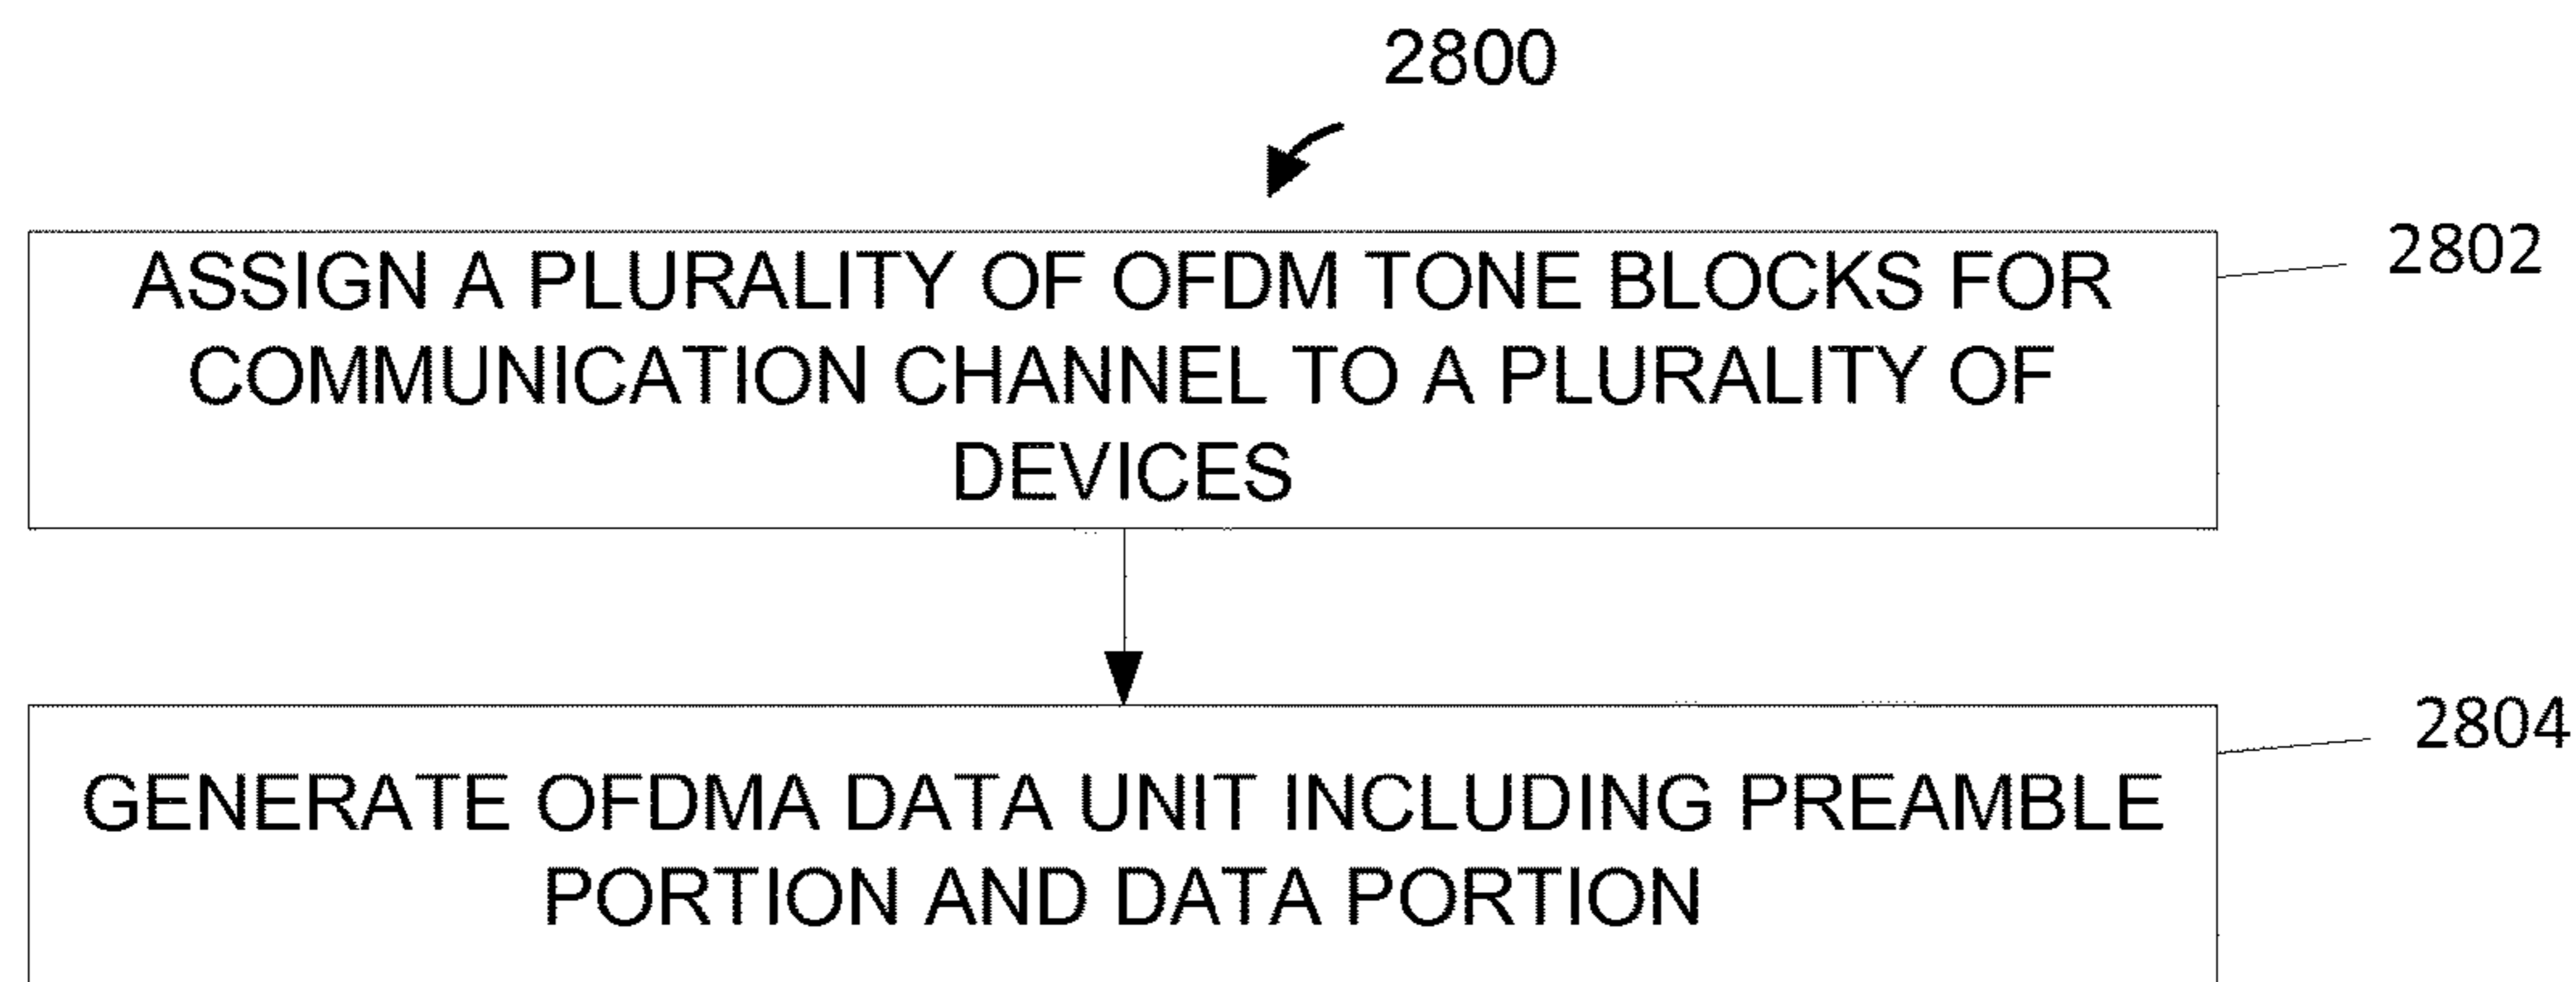 2800
ASSIGN A PLURALITY OF OFDM TONE BLOCKS FOR
COMMUNICATION CHANNEL TO A PLURALITY OF
DEVICES
2802
GENERATE OFDMA DATA UNIT INCLUDING PREAMBLE
PORTION AND DATA PORTION
2804